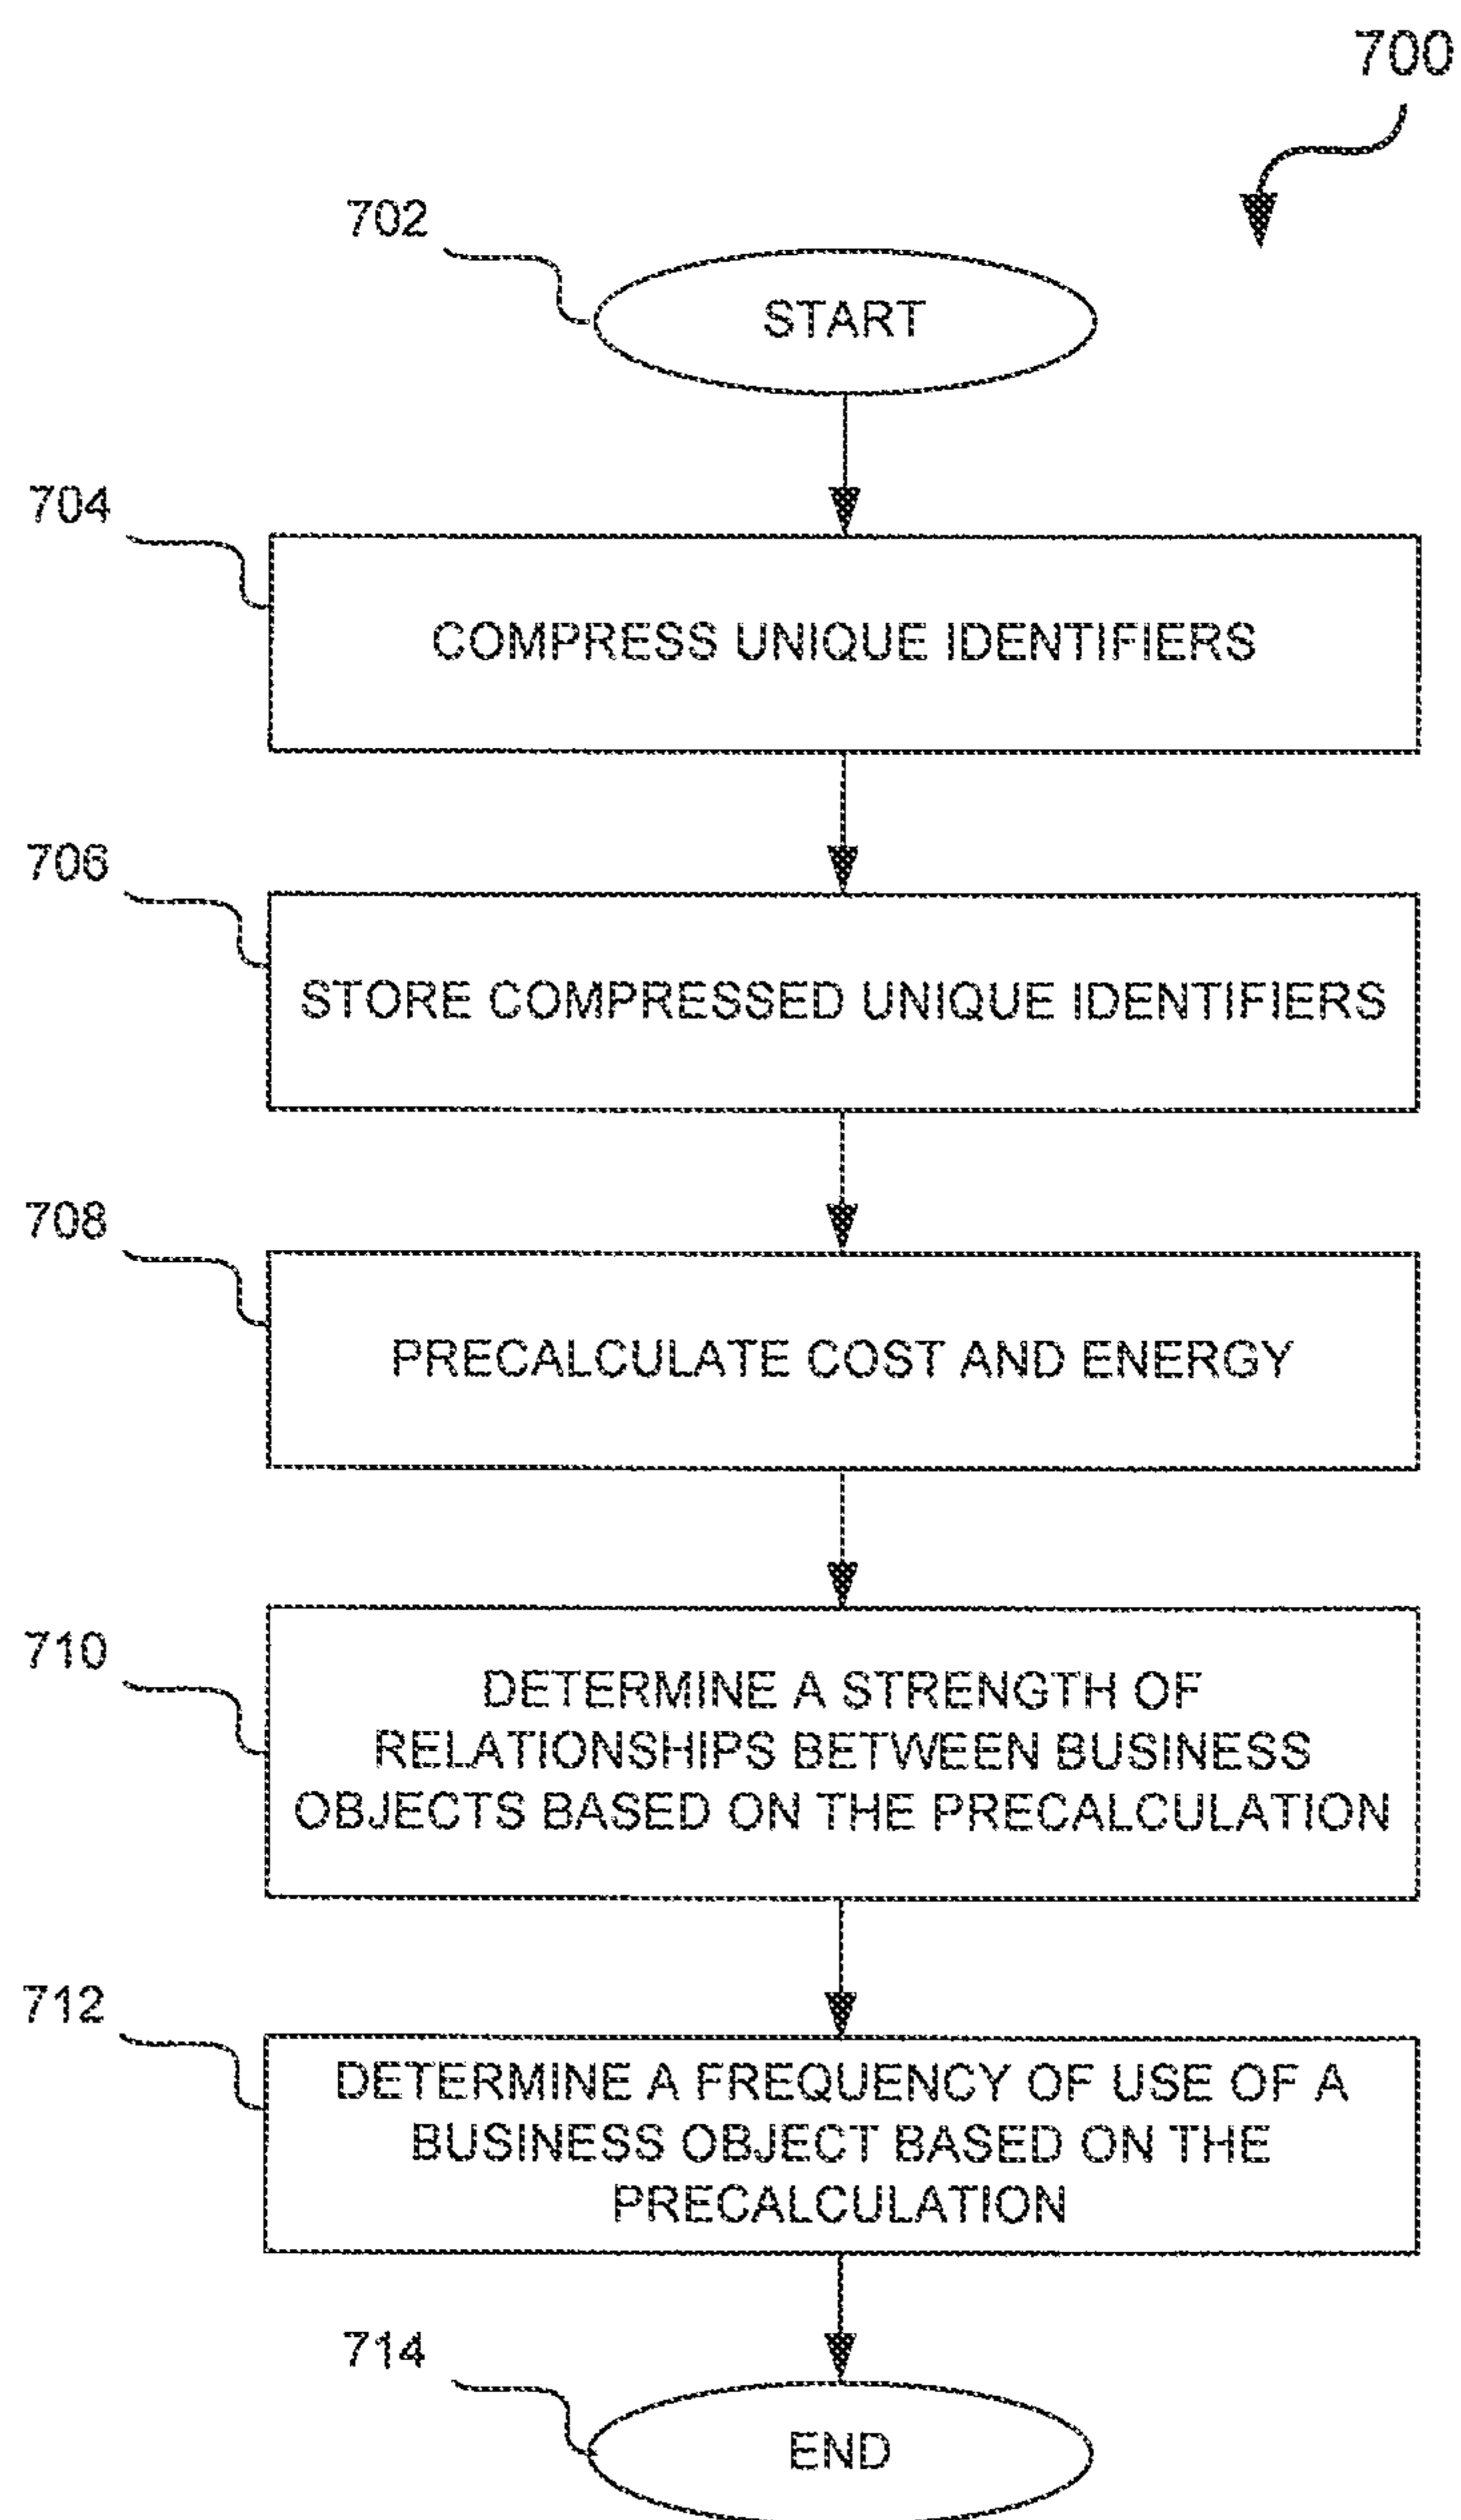 700
702
START
704
COMPRESS UNIQUE IDENTIFIERS
706
STORE COMPRESSED UNIQUE IDENTIFIERS
708
PRECALCULATE COST AND ENERGY
710
DETERMINE A STRENGTH OF
RELATIONSHIPS BETWEEN BUSINESS
OBJECTS BASED ON THE PRECALCULATION
712
DETERMINE A FREQUENCY OF USE OF A
BUSINESS OBJECT BASED ON THE
PRECALCULATION
714
END